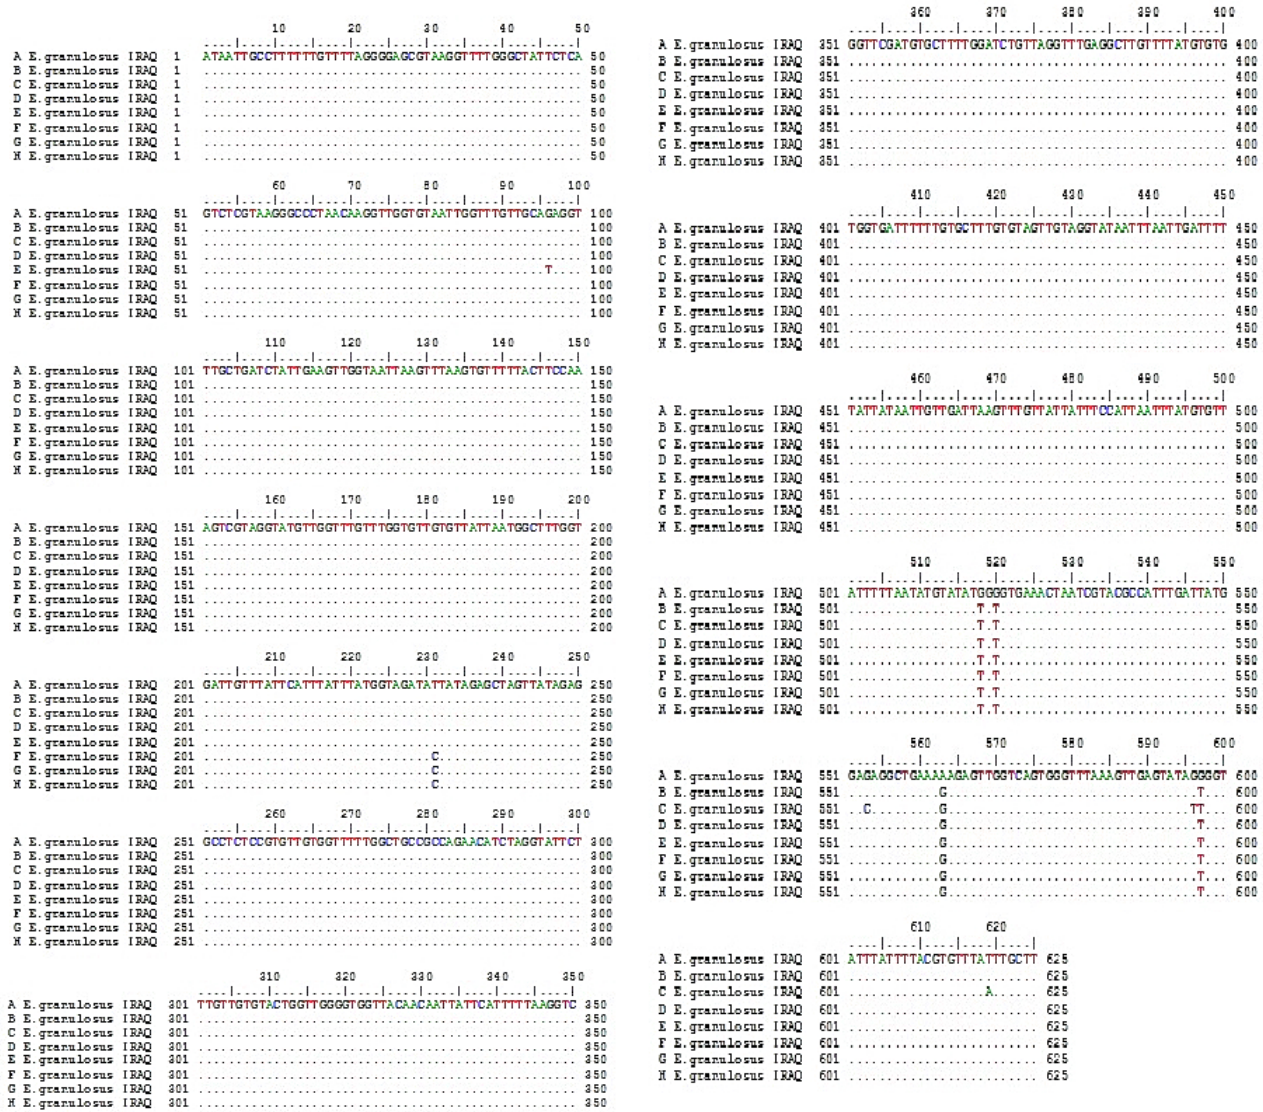 10 20 30 40 50
A E.granulosus IRAQ 1 ATAATTGCCTTTTTTGTTTTAGGGGAGCGTAAGGTTTTGGGCTATTCTCA 50
B E.granulosus IRAQ 1 .................................................. 50
C E.granulosus IRAQ 1 .................................................. 50
D E.granulosus IRAQ 1 .................................................. 50
E E.granulosus IRAQ 1 .................................................. 50
F E.granulosus IRAQ 1 .................................................. 50
G E.granulosus IRAQ 1 .................................................. 50
H E.granulosus IRAQ 1 .................................................. 50
60 70 80 90 100
A E.granulosus IRAQ 51 GTCTCGTAAGGGCCCTAACAAGGTTGGTGTAATTGGTTTGTTGCAGAGGT 100
B E.granulosus IRAQ 51 .................................................. 100
C E.granulosus IRAQ 51 .................................................. 100
D E.granulosus IRAQ 51 .................................................. 100
E E.granulosus IRAQ 51 .............................................T.... 100
F E.granulosus IRAQ 51 .................................................. 100
G E.granulosus IRAQ 51 .................................................. 100
H E.granulosus IRAQ 51 .................................................. 100
110 120 130 140 150
A E.granulosus IRAQ 101 TTGCTGATCTATTGAAGTTGGTAATTAAGTTTAAGTGTTTTTACTTCCAA 150
B E.granulosus IRAQ 101 .................................................. 150
C E.granulosus IRAQ 101 .................................................. 150
D E.granulosus IRAQ 101 .................................................. 150
E E.granulosus IRAQ 101 .................................................. 150
F E.granulosus IRAQ 101 .................................................. 150
G E.granulosus IRAQ 101 .................................................. 150
H E.granulosus IRAQ 101 .................................................. 150
160 170 180 190 200
A E.granulosus IRAQ 151 AGTCGTAGGTATGTTGGTTTGTTTGGTGTTGTGTTATTAATGGCTTTGGT 200
B E.granulosus IRAQ 151 .................................................. 200
C E.granulosus IRAQ 151 .................................................. 200
D E.granulosus IRAQ 151 .................................................. 200
E E.granulosus IRAQ 151 .................................................. 200
F E.granulosus IRAQ 151 .................................................. 200
G E.granulosus IRAQ 151 .................................................. 200
H E.granulosus IRAQ 151 .................................................. 200
210 220 230 240 250
A E.granulosus IRAQ 201 GATTGTTTATTCATTTATTTATGGTAGATATTATAGAGCTAGTTATAGAG 250
B E.granulosus IRAQ 201 .................................................. 250
C E.granulosus IRAQ 201 .................................................. 250
D E.granulosus IRAQ 201 .................................................. 250
E E.granulosus IRAQ 201 .................................................. 250
F E.granulosus IRAQ 201 ..............................C................... 250
G E.granulosus IRAQ 201 ..............................C................... 250
H E.granulosus IRAQ 201 ..............................C................... 250
260 270 280 290 300
A E.granulosus IRAQ 251 GCCTCTCCGTGTTGTGGTTTTTGGCTGCCGCCAGAACATCTAGGTATTCT 300
B E.granulosus IRAQ 251 .................................................. 300
C E.granulosus IRAQ 251 .................................................. 300
D E.granulosus IRAQ 251 .................................................. 300
E E.granulosus IRAQ 251 .................................................. 300
F E.granulosus IRAQ 251 .................................................. 300
G E.granulosus IRAQ 251 .................................................. 300
H E.granulosus IRAQ 251 .................................................. 300
310 320 330 340 350
A E.granulosus IRAQ 301 TTGTTGTGTACTGGTTGGGGTGGTTACAACAATTATTCATTTTTAAGGTC 350
B E.granulosus IRAQ 301 .................................................. 350
C E.granulosus IRAQ 301 .................................................. 350
D E.granulosus IRAQ 301 .................................................. 350
E E.granulosus IRAQ 301 .................................................. 350
F E.granulosus IRAQ 301 .................................................. 350
G E.granulosus IRAQ 301 .................................................. 350
H E.granulosus IRAQ 301 .................................................. 350
360 370 380 390 400
A E.granulosus IRAQ 351 GGTTCGATGTGCTTTTGGATCTGTTAGGTTTGAGGCTTGTTTTATGTGTG 400
B E.granulosus IRAQ 351 .................................................. 400
C E.granulosus IRAQ 351 .................................................. 400
D E.granulosus IRAQ 351 .................................................. 400
E E.granulosus IRAQ 351 .................................................. 400
F E.granulosus IRAQ 351 .................................................. 400
G E.granulosus IRAQ 351 .................................................. 400
H E.granulosus IRAQ 351 .................................................. 400
410 420 430 440 450
A E.granulosus IRAQ 401 TGGTGATTTTTTGTGCTTTGTGTAGTTGTAGGTATAATTTAATTGATTTT 450
B E.granulosus IRAQ 401 .................................................. 450
C E.granulosus IRAQ 401 .................................................. 450
D E.granulosus IRAQ 401 .................................................. 450
E E.granulosus IRAQ 401 .................................................. 450
F E.granulosus IRAQ 401 .................................................. 450
G E.granulosus IRAQ 401 .................................................. 450
H E.granulosus IRAQ 401 .................................................. 450
460 470 480 490 500
A E.granulosus IRAQ 451 TATTATAATTGTTGATTAAGTTTGTTATTATTTCCATTAATTTATGTGTT 500
B E.granulosus IRAQ 451 .................................................. 500
C E.granulosus IRAQ 451 .................................................. 500
D E.granulosus IRAQ 451 .................................................. 500
E E.granulosus IRAQ 451 .................................................. 500
F E.granulosus IRAQ 451 .................................................. 500
G E.granulosus IRAQ 451 .................................................. 500
H E.granulosus IRAQ 451 .................................................. 500
510 520 530 540 550
A E.granulosus IRAQ 501 ATTTTTAATATGTATATGGGGTGAAACTAATCGTACGCCATTTGATTATG 550
B E.granulosus IRAQ 501 .................T.T.............................. 550
C E.granulosus IRAQ 501 .................T.T.............................. 550
D E.granulosus IRAQ 501 .................T.T.............................. 550
E E.granulosus IRAQ 501 .................T.T.............................. 550
F E.granulosus IRAQ 501 .................T.T.............................. 550
G E.granulosus IRAQ 501 .................T.T.............................. 550
H E.granulosus IRAQ 501 .................T.T.............................. 550
560 570 580 590 600
A E.granulosus IRAQ 551 GAGAGGCTGAAAAAGAGTTGGTCAGTGGGTTTAAAGTTGAGTATAGGGGT 600
B E.granulosus IRAQ 551 ............G.................................T... 600
C E.granulosus IRAQ 551 ..C.........G................................TT... 600
D E.granulosus IRAQ 551 ............G.................................T... 600
E E.granulosus IRAQ 551 ............G.................................T... 600
F E.granulosus IRAQ 551 ............G.................................T... 600
G E.granulosus IRAQ 551 ............G.................................T... 600
H E.granulosus IRAQ 551 ............G.................................T... 600
610 620
A E.granulosus IRAQ 601 ATTTATTTTACGTGTTTATTTGCTT 625
B E.granulosus IRAQ 601 ......................... 625
C E.granulosus IRAQ 601 ..................A...... 625
D E.granulosus IRAQ 601 ......................... 625
E E.granulosus IRAQ 601 ......................... 625
F E.granulosus IRAQ 601 ......................... 625
G E.granulosus IRAQ 601 ......................... 625
H E.granulosus IRAQ 601 ......................... 625